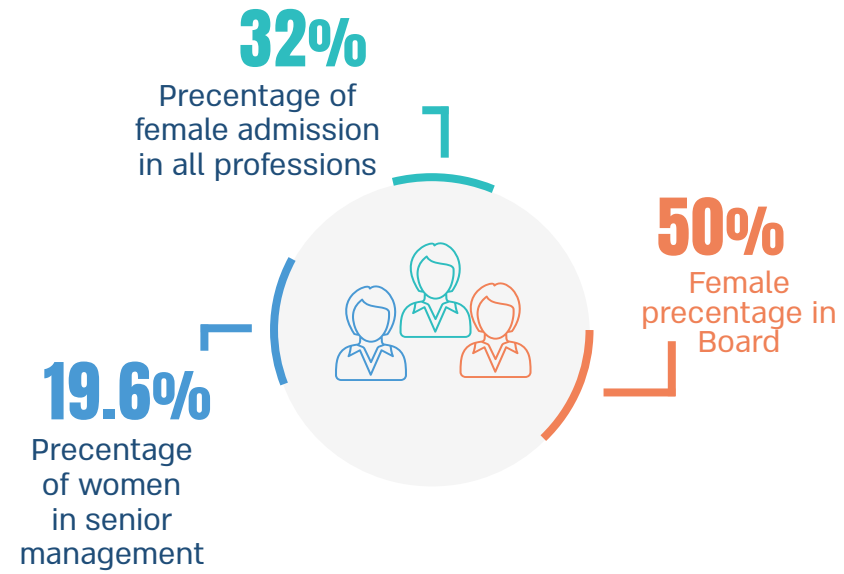 32%
Precentage of
female admission
in all professions
50%
Female
precentage in
Board
19.6%
Precentage
of women
in senior
management